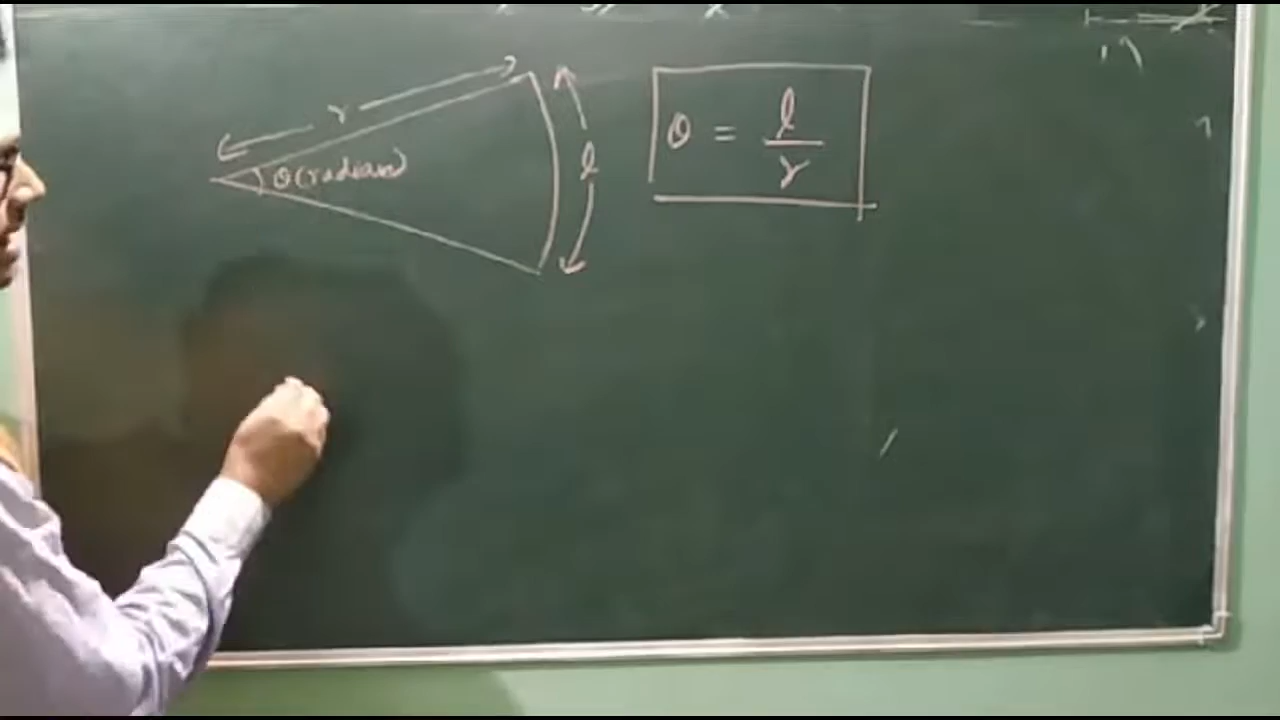 r
θ(radian)
l
θ = l/r